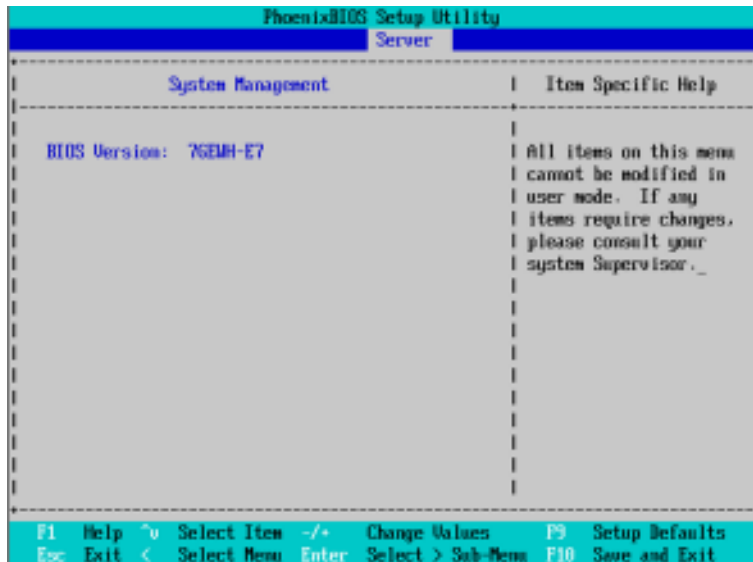 PhoenixBIOS Setup Utility
Server
System Management
Item Specific Help
BIOS Version: 7GEWH-E7
All items on this menu
cannot be modified in
user mode. If any
items require changes,
please consult your
system Supervisor._
F1 Help ^v Select Item -/+ Change Values F9 Setup Defaults
Esc Exit < Select Menu Enter Select > Sub-Menu F10 Save and Exit